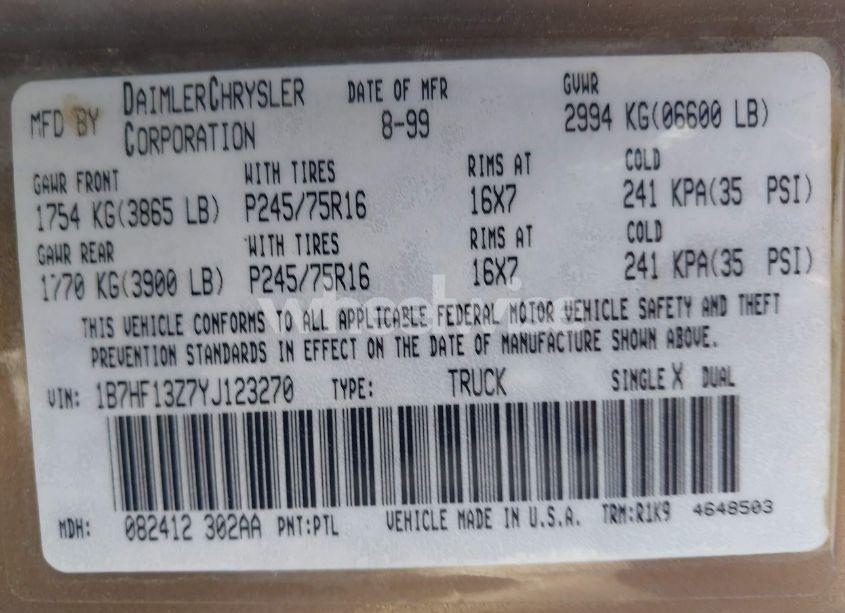 MFD BY DAIMLERCHRYSLER CORPORATION DATE OF MFR 8-99 GVWR 2994 KG(06600 LB)
GAWR FRONT WITH TIRES RIMS AT COLD
1754 KG(3865 LB) P245/75R16 16X7 241 KPA(35 PSI)
GAWR REAR WITH TIRES RIMS AT COLD
1770 KG(3900 LB) P245/75R16 16X7 241 KPA(35 PSI)
THIS VEHICLE CONFORMS TO ALL APPLICABLE FEDERAL MOTOR VEHICLE SAFETY AND THEFT
PREVENTION STANDARDS IN EFFECT ON THE DATE OF MANUFACTURE SHOWN ABOVE.
VIN: 1B7HF13Z7YJ123270 TYPE: TRUCK SINGLE X DUAL
MDH: 082412 302AA PNT:PTL VEHICLE MADE IN U.S.A. TRM:R1K9 4648503